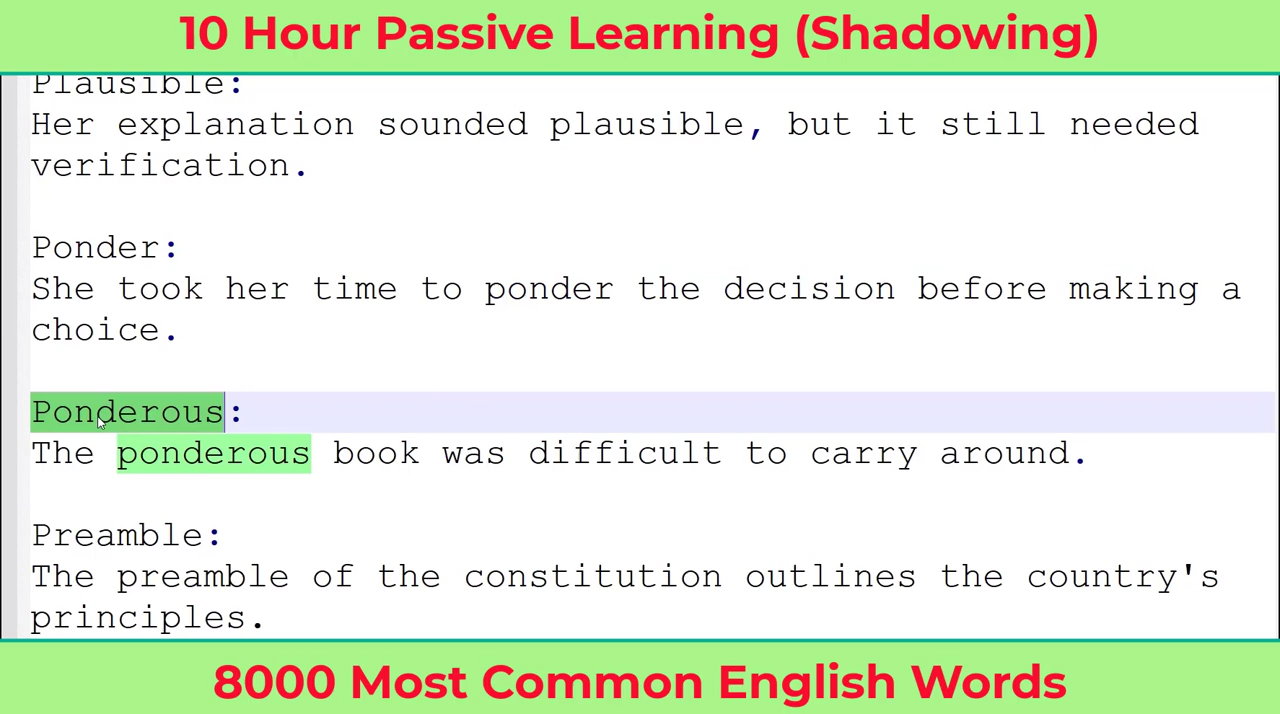 10 Hour Passive Learning (Shadowing)
Plausible:
Her explanation sounded plausible, but it still needed
verification.
Ponder:
She took her time to ponder the decision before making a
choice.
Ponderous:
The ponderous book was difficult to carry around.
Preamble:
The preamble of the constitution outlines the country's
principles.
8000 Most Common English Words